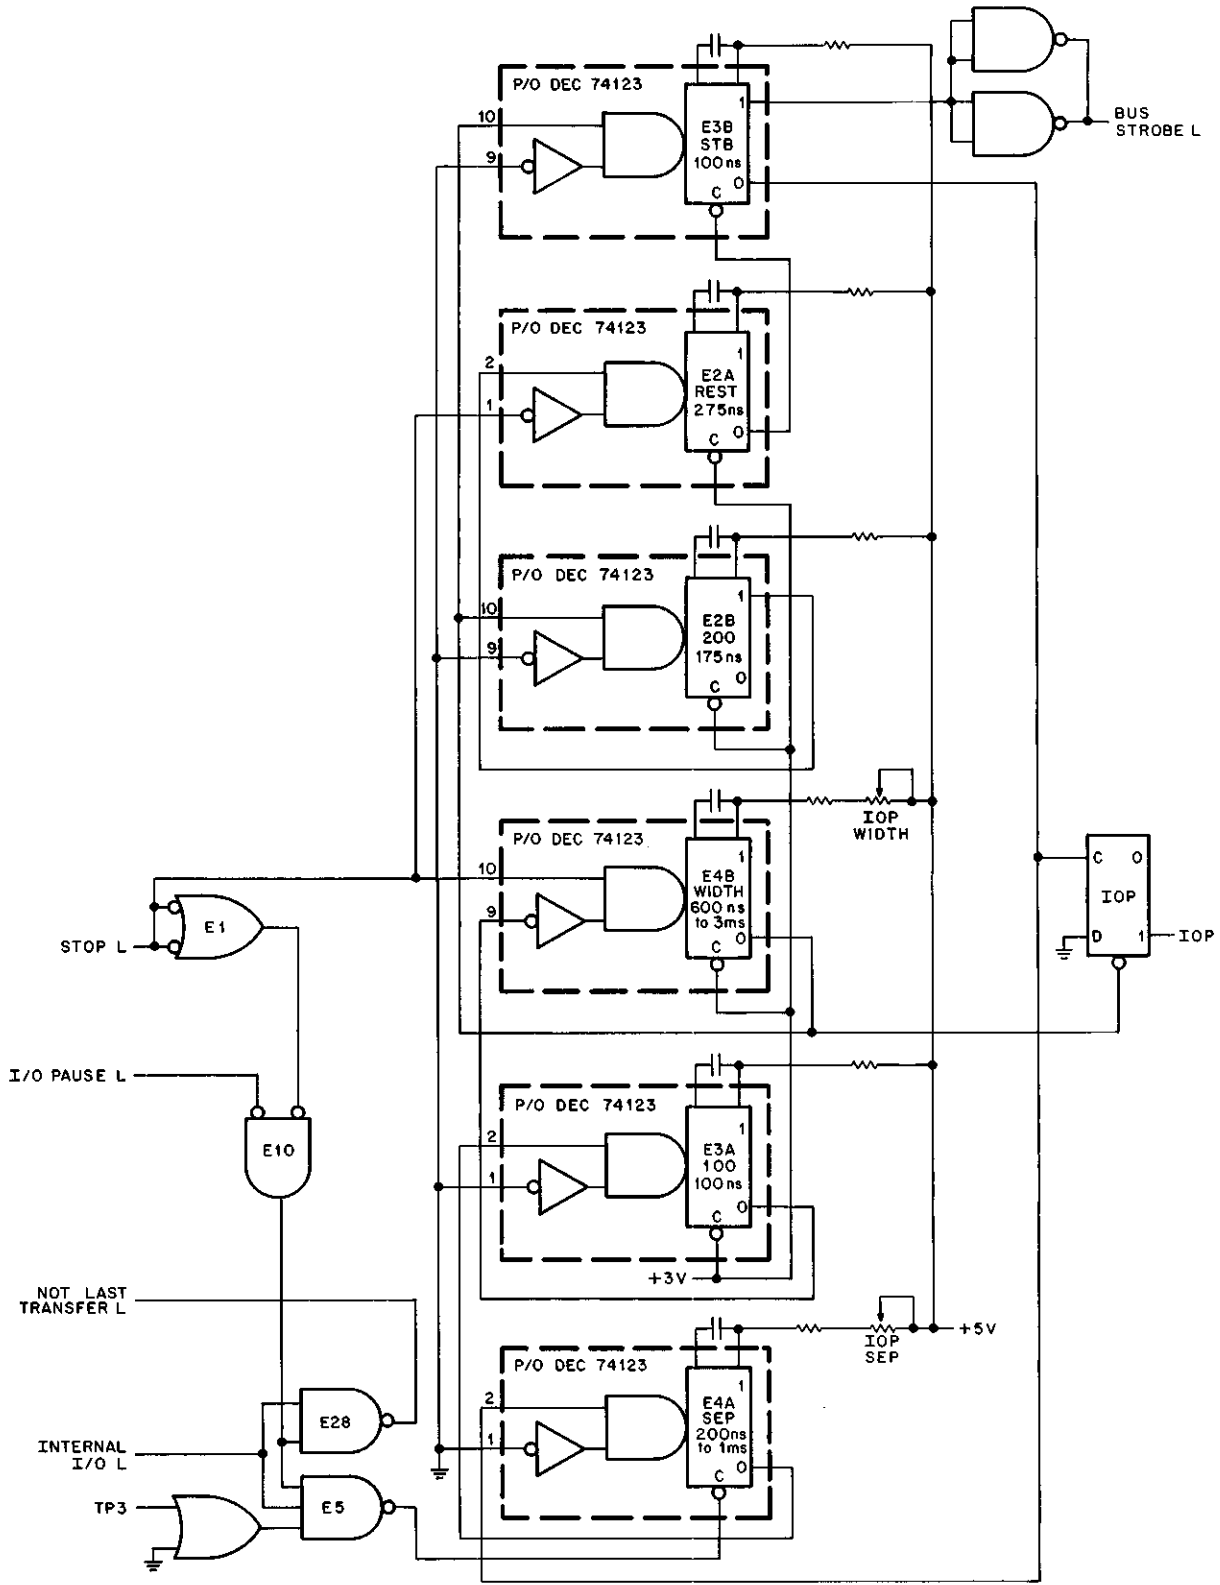 P/O DEC 74123
10
9
E3B
STB
100ns
1
0
C
BUS
STROBE L
P/O DEC 74123
2
1
E2A
REST
275ns
1
0
C
P/O DEC 74123
10
9
E2B
200
175ns
1
0
C
IOP
WIDTH
P/O DEC 74123
10
9
E4B
WIDTH
600 ns
to 3ms
1
0
C
C
0
IOP
D
1
IOP
E1
STOP L
I/O PAUSE L
E10
P/O DEC 74123
2
1
E3A
100
100ns
1
0
C
+3V
NOT LAST
TRANSFER L
IOP
SEP
+5V
P/O DEC 74123
2
1
E4A
SEP
200ns
to 1ms
1
0
C
E28
INTERNAL
I/O L
E5
TP3